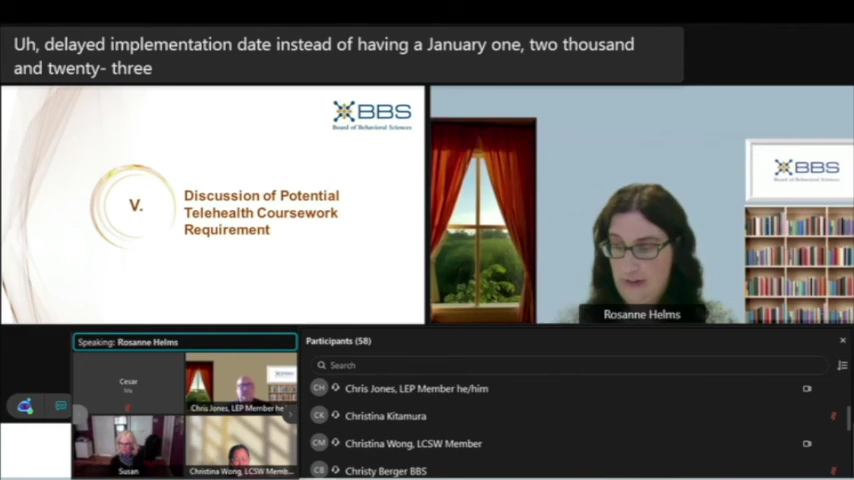 Uh, delayed implementation date instead of having a January one, two thousand
and twenty- three
BBS
Board of Behavioral Sciences
V.
Discussion of Potential
Telehealth Coursework
Requirement
BBS
Board of Behavioral Sciences
Rosanne Helms
Speaking: Rosanne Helms
Cesar
Me
Chris Jones, LEP Member he
Susan
Christina Wong, LCSW Memb...
Participants (58)
Search
CH Chris Jones, LEP Member he/him
CK Christina Kitamura
CM Christina Wong, LCSW Member
CB Christy Berger BBS